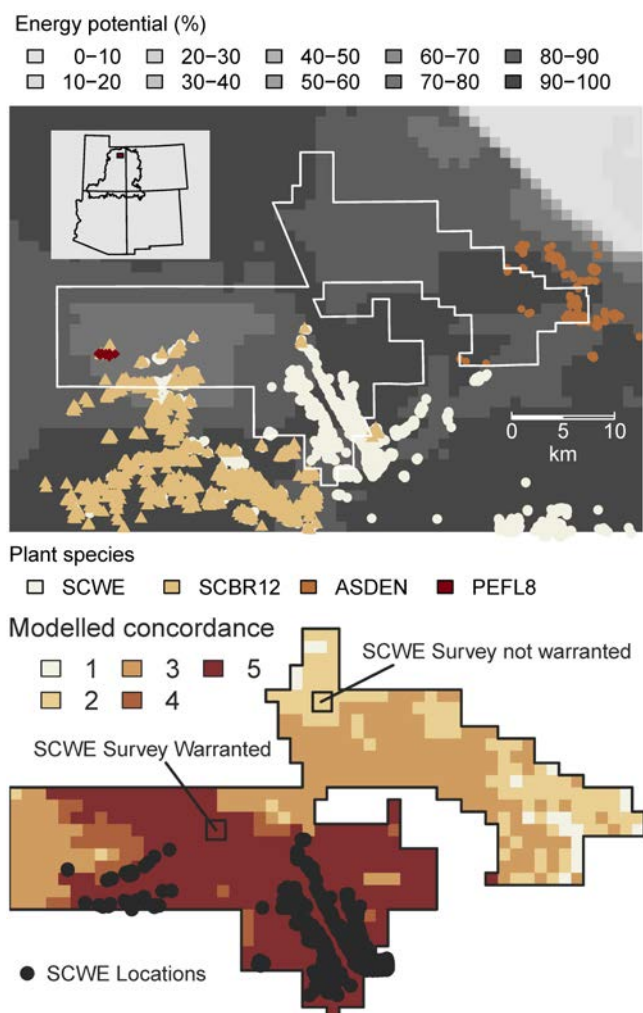 Energy potential (%)
0−10 20−30 40−50 60−70 80−90
10−20 30−40 50−60 70−80 90−100
0 5 10
km
Plant species
SCWE SCBR12 ASDEN PEFL8
Modelled concordance
1 3 5
2 4
SCWE Survey not warranted
SCWE Survey Warranted
SCWE Locations